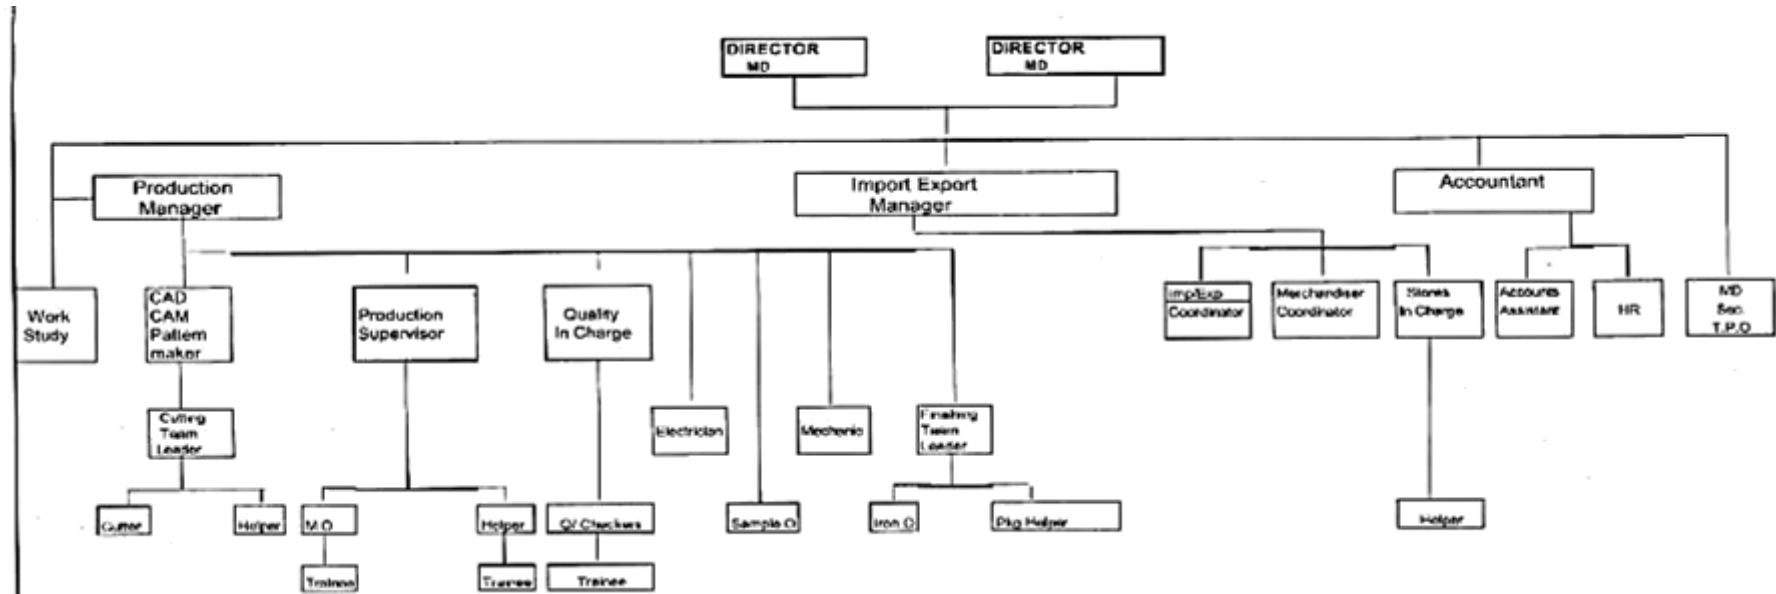 DIRECTOR
MD
DIRECTOR
MD
Production
Manager
Import Export
Manager
Accountant
Work
Study
CAD
CAM
Pattern
maker
Production
Supervisor
Quality
In Charge
Imp/Exp
Coordinator
Merchandiser
Coordinator
Stores
In Charge
Accounts
Assistant
HR
MD
Sec.
T.P.O
Cutting
Team
Leader
Electrician
Mechanic
Finishing
Team
Leader
Cutter
Helper
M.O
Helper
Q/ Checkers
Sample O
Iron O
Pkg Helper
Helper
Trainee
Trainee
Trainee